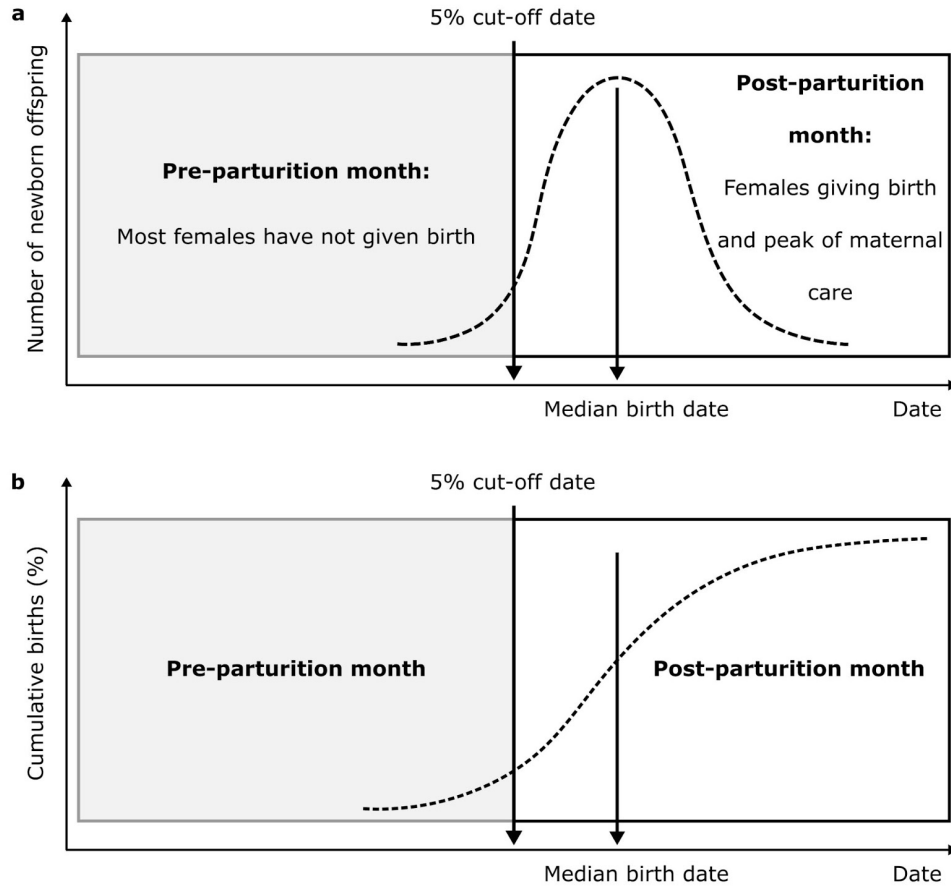 a
5% cut-off date
Number of newborn offspring
Pre-parturition month:
Most females have not given birth
Post-parturition
month:
Females giving birth
and peak of maternal
care
Median birth date
Date
b
5% cut-off date
Cumulative births (%)
Pre-parturition month
Post-parturition month
Median birth date
Date